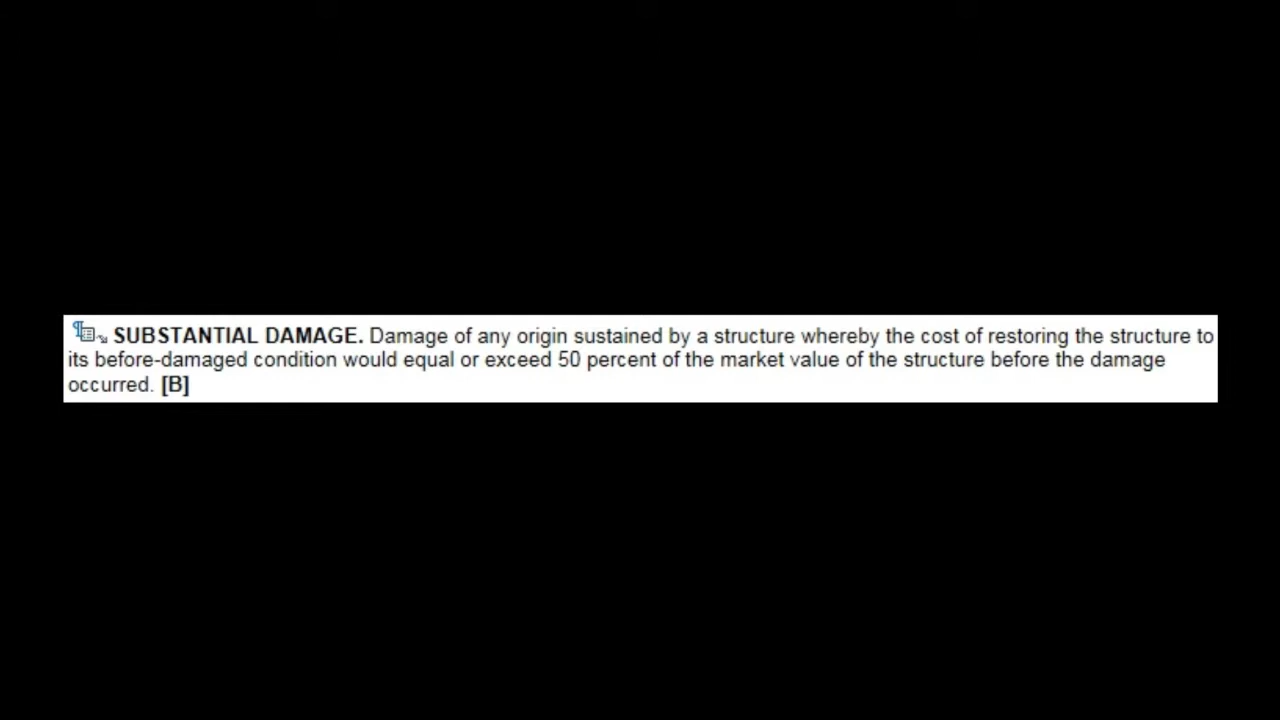 SUBSTANTIAL DAMAGE. Damage of any origin sustained by a structure whereby the cost of restoring the structure to
its before-damaged condition would equal or exceed 50 percent of the market value of the structure before the damage
occurred. [B]